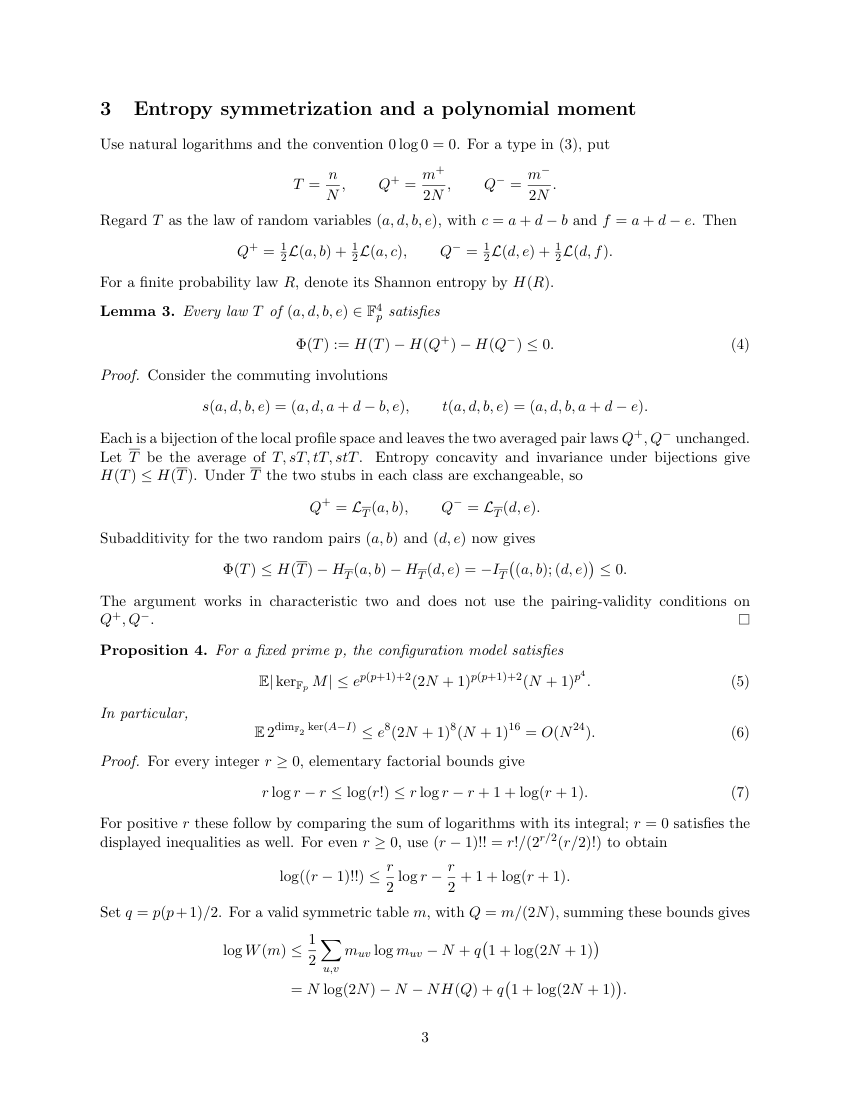 3 Entropy symmetrization and a polynomial moment
Use natural logarithms and the convention 0 log 0 = 0. For a type in (3), put
T = n/N, Q⁺ = m⁺/2N, Q⁻ = m⁻/2N.
Regard T as the law of random variables (a, d, b, e), with c = a + d − b and f = a + d − e. Then
Q⁺ = ½ℒ(a, b) + ½ℒ(a, c), Q⁻ = ½ℒ(d, e) + ½ℒ(d, f).
For a finite probability law R, denote its Shannon entropy by H(R).
Lemma 3. Every law T of (a, d, b, e) ∈ 𝔽_p^4 satisfies
Φ(T) := H(T) − H(Q⁺) − H(Q⁻) ≤ 0. (4)
Proof. Consider the commuting involutions
s(a, d, b, e) = (a, d, a + d − b, e), t(a, d, b, e) = (a, d, b, a + d − e).
Each is a bijection of the local profile space and leaves the two averaged pair laws Q⁺, Q⁻ unchanged.
Let T̅ be the average of T, sT, tT, stT. Entropy concavity and invariance under bijections give
H(T) ≤ H(T̅). Under T̅ the two stubs in each class are exchangeable, so
Q⁺ = ℒ_T̅(a, b), Q⁻ = ℒ_T̅(d, e).
Subadditivity for the two random pairs (a, b) and (d, e) now gives
Φ(T) ≤ H(T̅) − H_T̅(a, b) − H_T̅(d, e) = −I_T̅((a, b); (d, e)) ≤ 0.
The argument works in characteristic two and does not use the pairing-validity conditions on
Q⁺, Q⁻. □
Proposition 4. For a fixed prime p, the configuration model satisfies
𝔼| ker_{𝔽_p} M| ≤ e^{p(p+1)+2}(2N + 1)^{p(p+1)+2}(N + 1)^{p^4}. (5)
In particular,
𝔼 2^{dim_{𝔽_2} ker(A−I)} ≤ e^8(2N + 1)^8(N + 1)^{16} = O(N^{24}). (6)
Proof. For every integer r ≥ 0, elementary factorial bounds give
r log r − r ≤ log(r!) ≤ r log r − r + 1 + log(r + 1). (7)
For positive r these follow by comparing the sum of logarithms with its integral; r = 0 satisfies the
displayed inequalities as well. For even r ≥ 0, use (r − 1)!! = r!/(2^{r/2}(r/2)!) to obtain
log((r − 1)!!) ≤ r/2 log r − r/2 + 1 + log(r + 1).
Set q = p(p+1)/2. For a valid symmetric table m, with Q = m/(2N), summing these bounds gives
log W(m) ≤ 1/2 ∑_{u,v} m_{uv} log m_{uv} − N + q(1 + log(2N + 1))
= N log(2N) − N − NH(Q) + q(1 + log(2N + 1)).
3